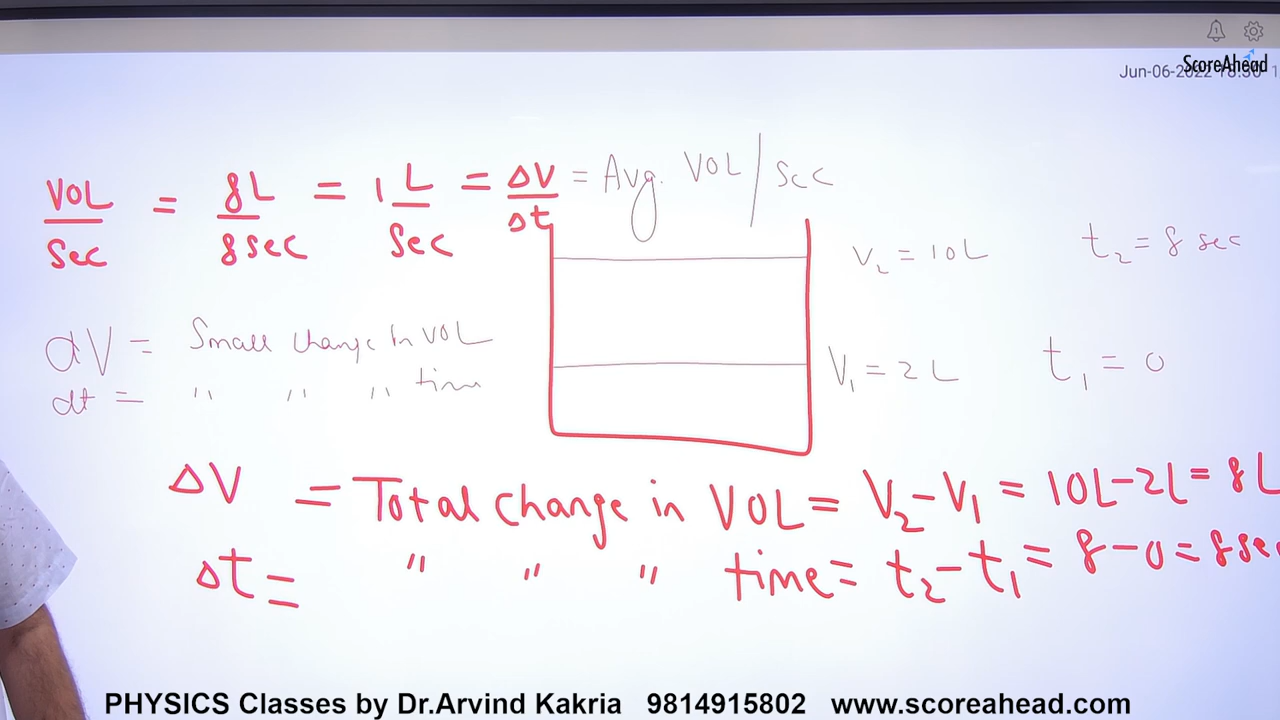 ScoreAhead
Jun-06-2022
VOL/Sec = 8L/8sec = 1 L/Sec = ΔV/Δt = Avg. VOL/Sec
V₂ = 10L t₂ = 8 sec
dV = Small change in VOL
V₁ = 2L t₁ = 0
dt = " " " time
ΔV = Total change in VOL = V₂-V₁ = 10L-2L = 8L
Δt = " " " time = t₂-t₁ = 8-0 = 8sec
PHYSICS Classes by Dr.Arvind Kakria 9814915802 www.scoreahead.com